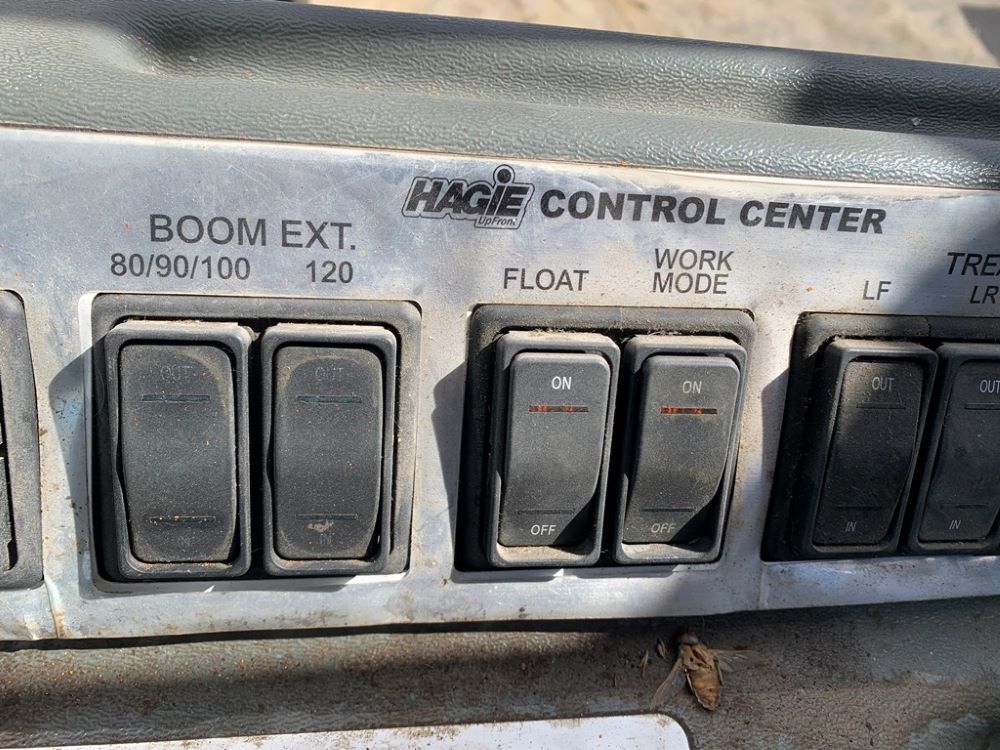 HAGIE CONTROL CENTER
UpFront
BOOM EXT.
80/90/100 120
FLOAT
WORK
MODE
LF
LR
OUT
OUT
ON
ON
OUT
OUT
IN
OFF
OFF
IN
IN